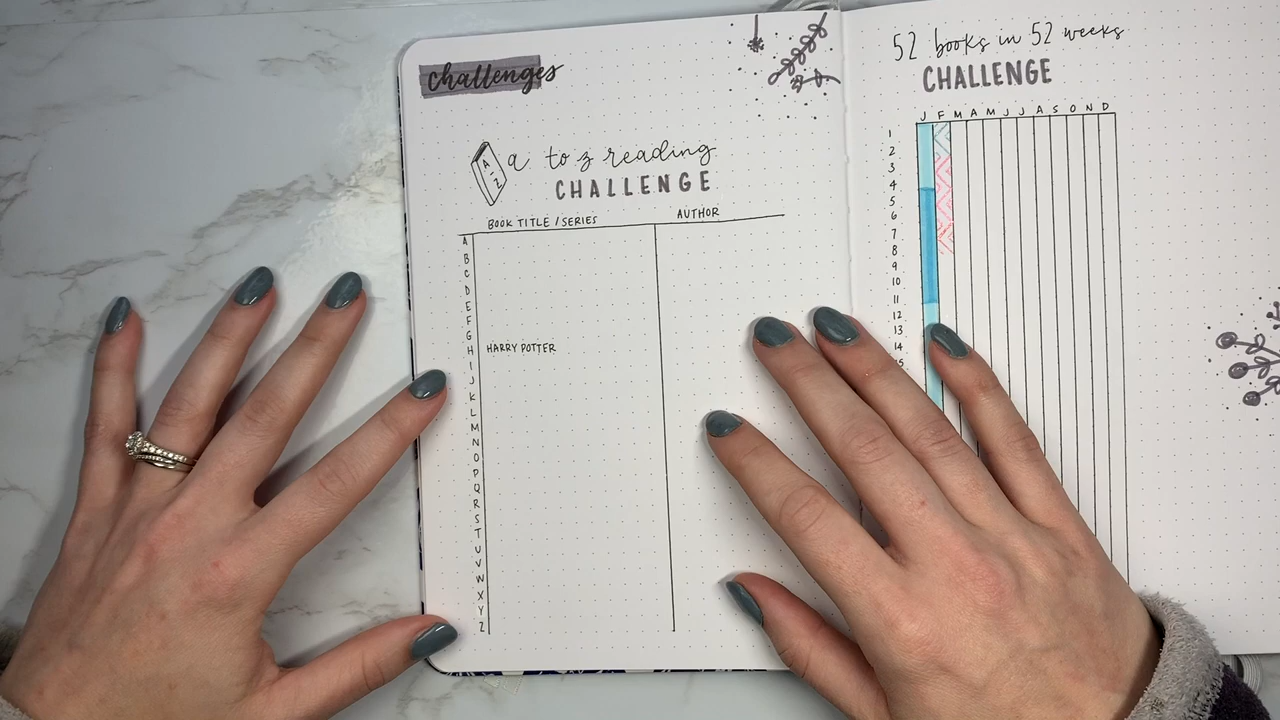 challenges
A - Z
a to z reading
CHALLENGE
BOOK TITLE / SERIES AUTHOR
A
B
C
D
E
F
G
H HARRY POTTER
I
J
K
L
M
N
O
P
Q
R
S
T
U
V
W
X
Y
Z
52 books in 52 weeks
CHALLENGE
J F M A M J J A S O N D
1
2
3
4
5
6
7
8
9
10
11
12
13
14